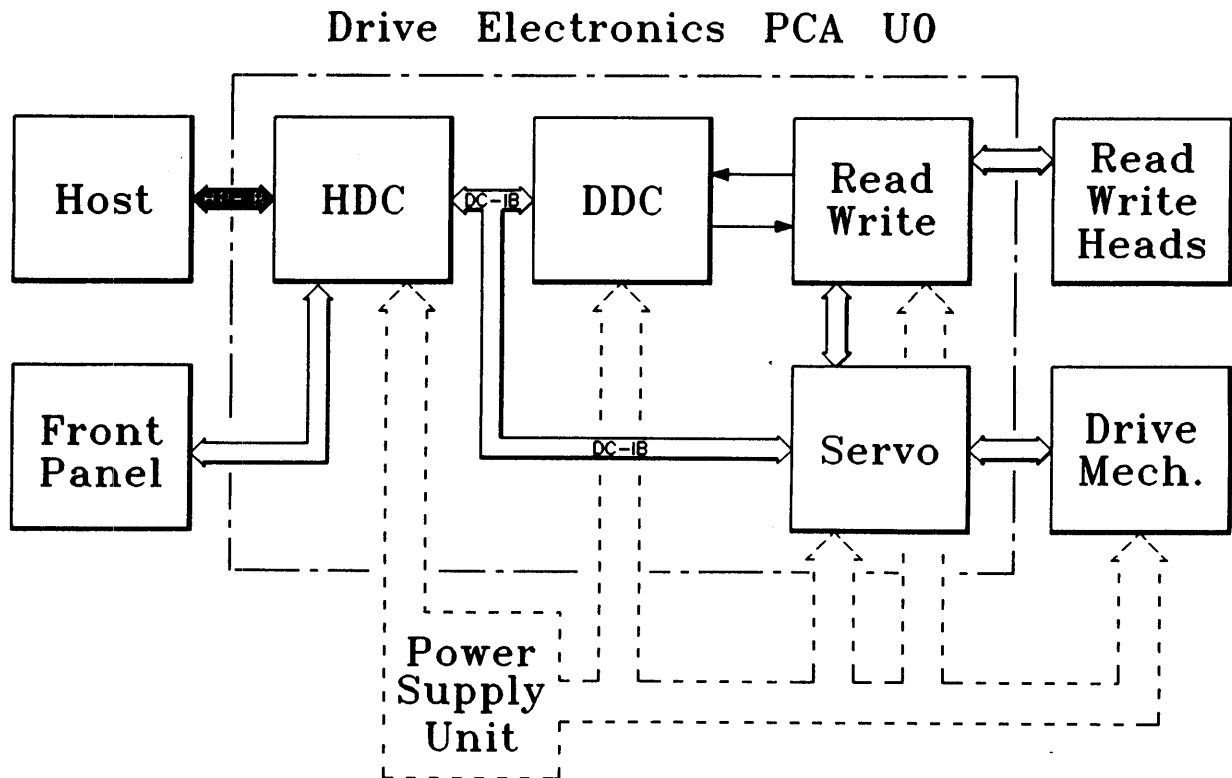 Drive Electronics PCA U0
Host
HDC
DC-IB
DDC
Read
Write
Read
Write
Heads
Front
Panel
DC-IB
Servo
Drive
Mech.
Power
Supply
Unit